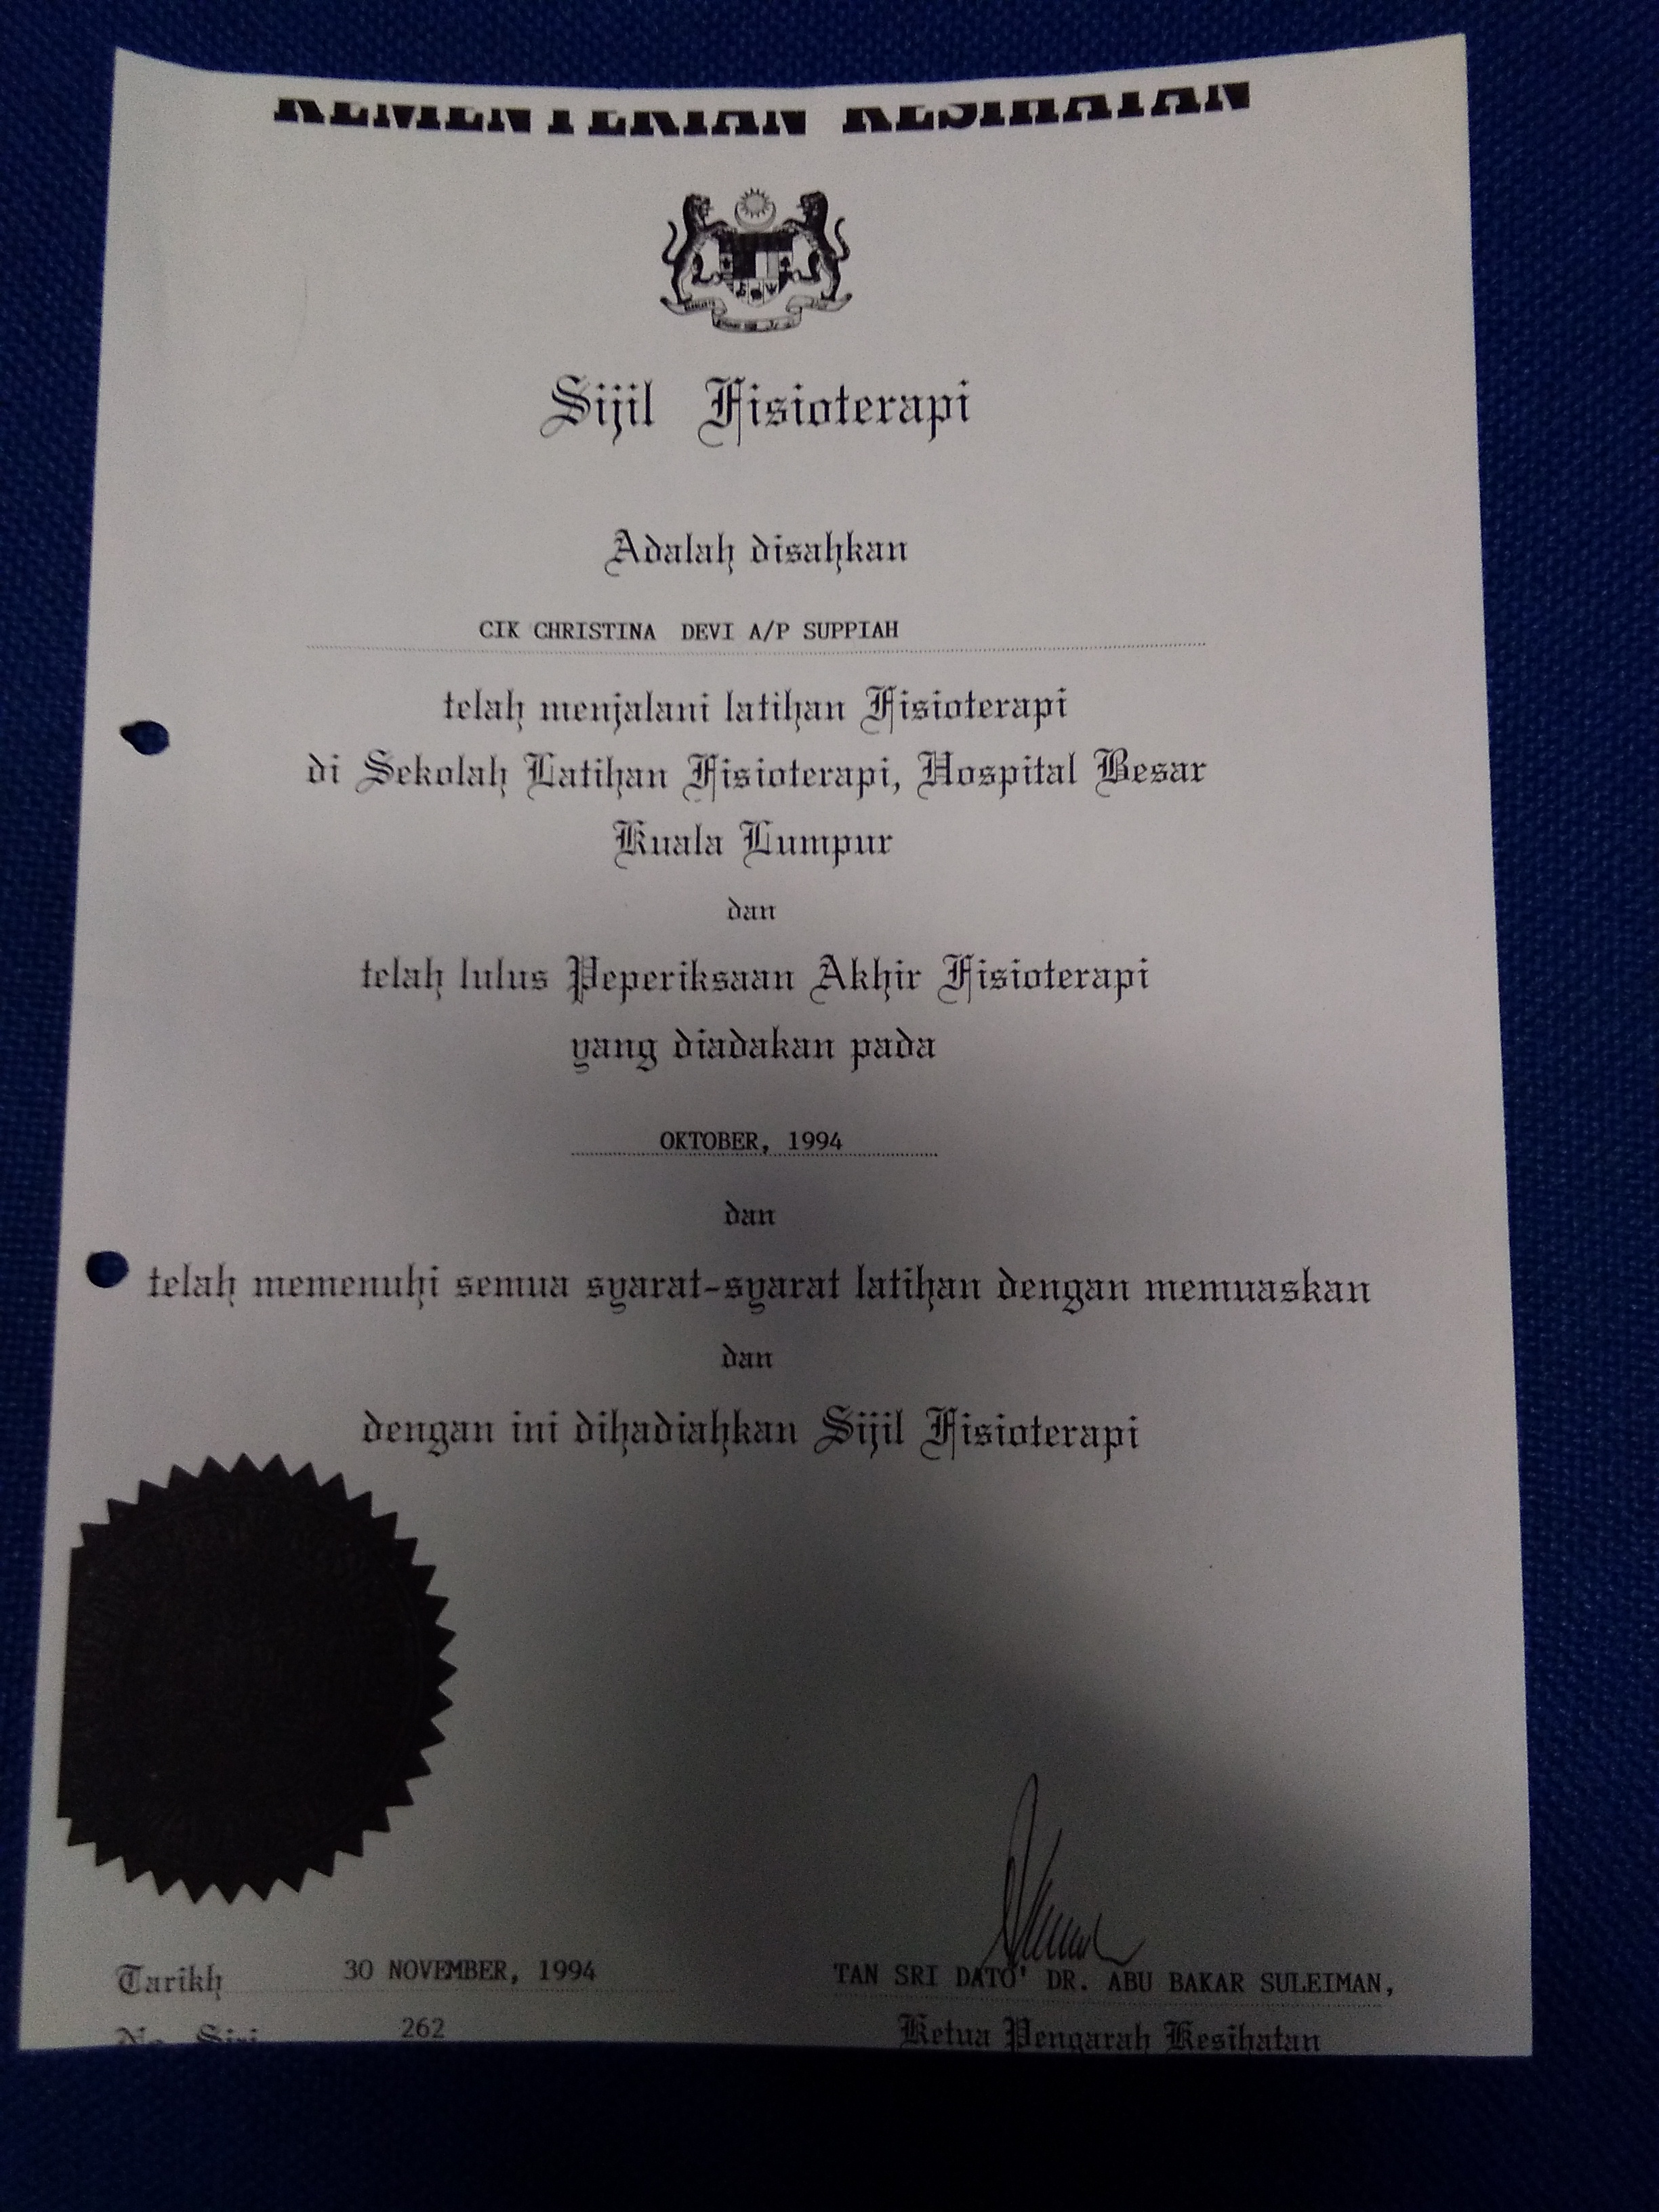 KEMENTERIAN KESIHATAN
Sijil Fisioterapi
Adalah disahkan
CIK CHRISTINA DEVI A/P SUPPIAH
telah menjalani latihan Fisioterapi
di Sekolah Latihan Fisioterapi, Hospital Besar
Kuala Lumpur
dan
telah lulus Peperiksaan Akhir Fisioterapi
yang diadakan pada
OKTOBER, 1994
dan
telah memenuhi semua syarat-syarat latihan dengan memuaskan
dan
dengan ini dihadiahkan Sijil Fisioterapi
Tarikh 30 NOVEMBER, 1994
TAN SRI DATO' DR. ABU BAKAR SULEIMAN,
No. Siri 262
Ketua Pengarah Kesihatan